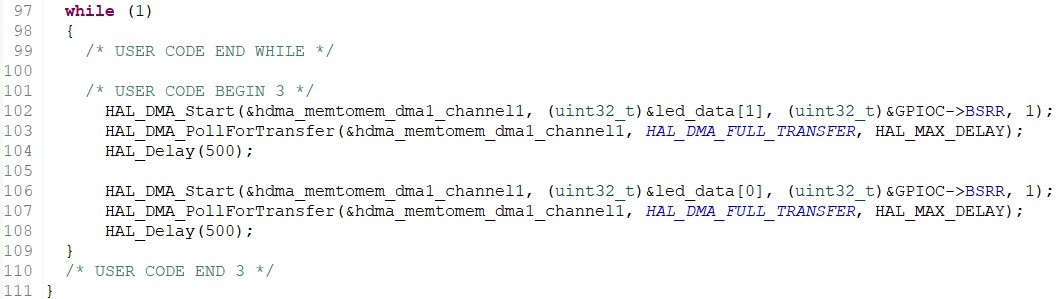 97 while (1)
98 {
99 /* USER CODE END WHILE */
100
101 /* USER CODE BEGIN 3 */
102 HAL_DMA_Start(&hdma_memtomem_dma1_channel1, (uint32_t)&led_data[1], (uint32_t)&GPIOC->BSRR, 1);
103 HAL_DMA_PollForTransfer(&hdma_memtomem_dma1_channel1, HAL_DMA_FULL_TRANSFER, HAL_MAX_DELAY);
104 HAL_Delay(500);
105
106 HAL_DMA_Start(&hdma_memtomem_dma1_channel1, (uint32_t)&led_data[0], (uint32_t)&GPIOC->BSRR, 1);
107 HAL_DMA_PollForTransfer(&hdma_memtomem_dma1_channel1, HAL_DMA_FULL_TRANSFER, HAL_MAX_DELAY);
108 HAL_Delay(500);
109 }
110 /* USER CODE END 3 */
111 }